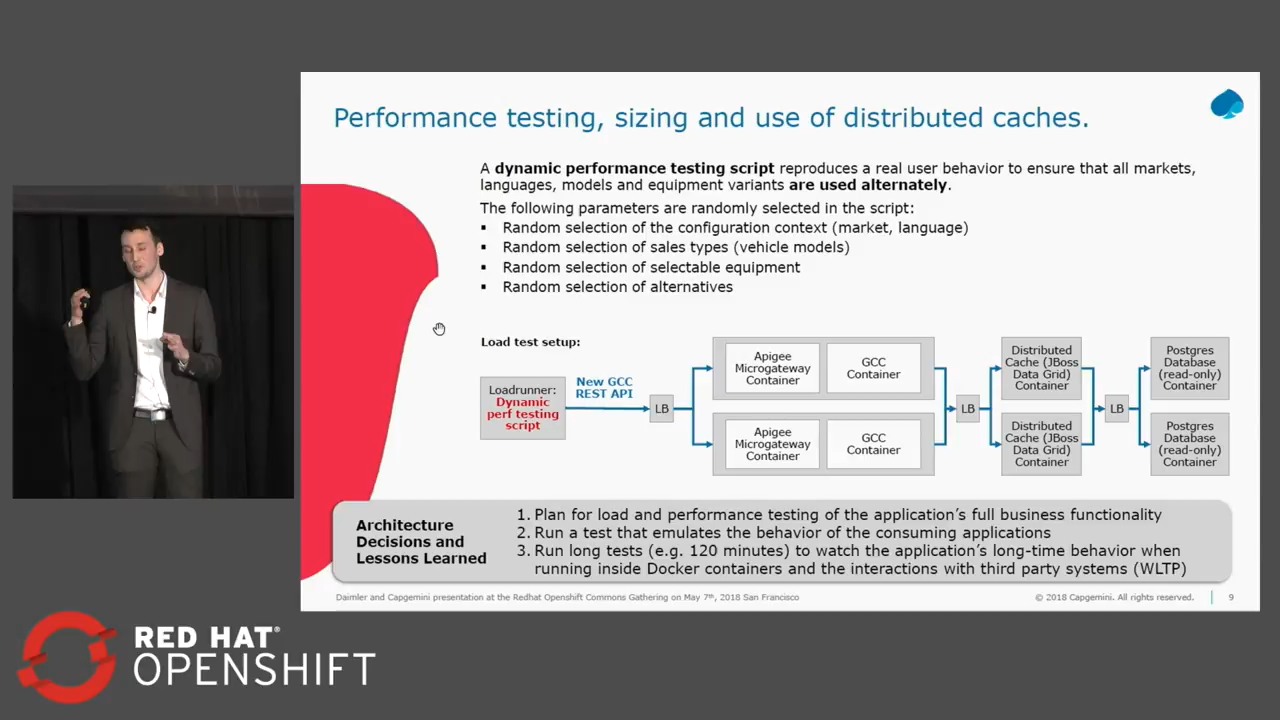 Performance testing, sizing and use of distributed caches.
A dynamic performance testing script reproduces a real user behavior to ensure that all markets,
languages, models and equipment variants are used alternately.
The following parameters are randomly selected in the script:
▪ Random selection of the configuration context (market, language)
▪ Random selection of sales types (vehicle models)
▪ Random selection of selectable equipment
▪ Random selection of alternatives
Load test setup:
Loadrunner:
Dynamic
perf testing
script
New GCC
REST API
LB
Apigee
Microgateway
Container
GCC
Container
Apigee
Microgateway
Container
GCC
Container
LB
Distributed
Cache (JBoss
Data Grid)
Container
Distributed
Cache (JBoss
Data Grid)
Container
LB
Postgres
Database
(read-only)
Container
Postgres
Database
(read-only)
Container
Architecture
Decisions and
Lessons Learned
1. Plan for load and performance testing of the application's full business functionality
2. Run a test that emulates the behavior of the consuming applications
3. Run long tests (e.g. 120 minutes) to watch the application's long-time behavior when
running inside Docker containers and the interactions with third party systems (WLTP)
Daimler and Capgemini presentation at the Redhat Openshift Commons Gathering on May 7th, 2018 San Francisco
© 2018 Capgemini. All rights reserved.
9
RED HAT®
OPENSHIFT